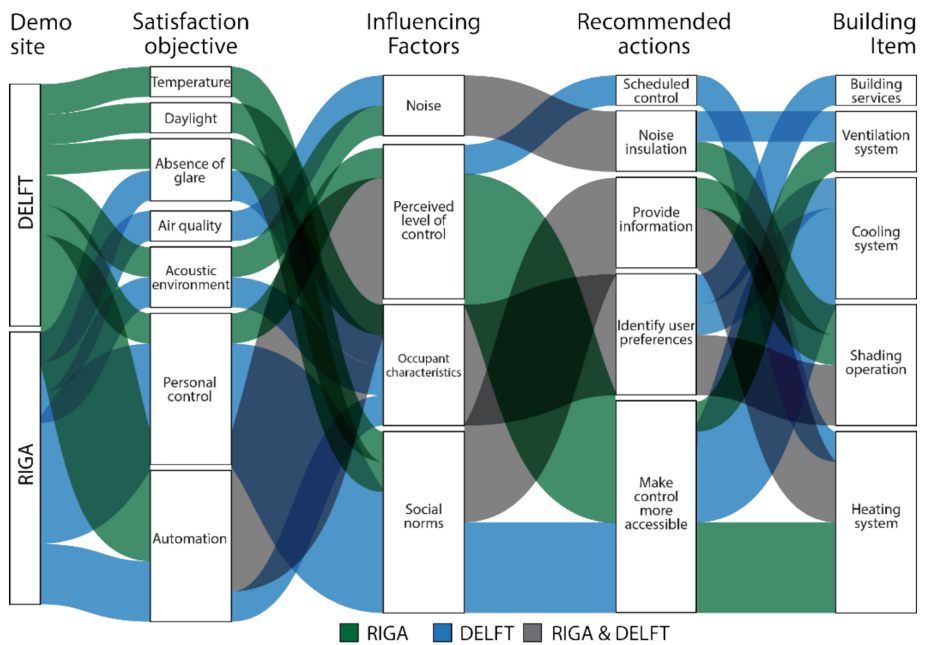 Demo
site
Satisfaction
objective
Influencing
Factors
Recommended
actions
Building
Item
DELFT
RIGA
Temperature
Daylight
Absence of
glare
Air quality
Acoustic
environment
Personal
control
Automation
Noise
Perceived
level of
control
Occupant
characteristics
Social
norms
Scheduled
control
Noise
insulation
Provide
information
Identify user
preferences
Make
control
more
accessible
Building
services
Ventilation
system
Cooling
system
Shading
operation
Heating
system
RIGA
DELFT
RIGA & DELFT